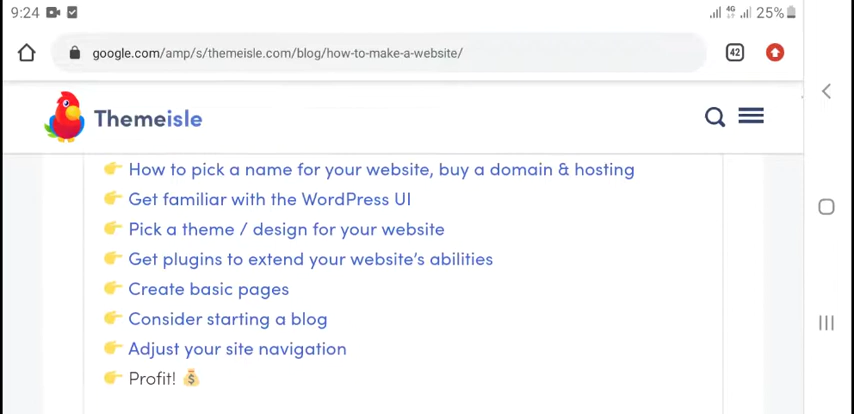 9:24 4G 25%
google.com/amp/s/themeisle.com/blog/how-to-make-a-website/ 42
Themeisle
How to pick a name for your website, buy a domain & hosting
Get familiar with the WordPress UI
Pick a theme / design for your website
Get plugins to extend your website's abilities
Create basic pages
Consider starting a blog
Adjust your site navigation
Profit!